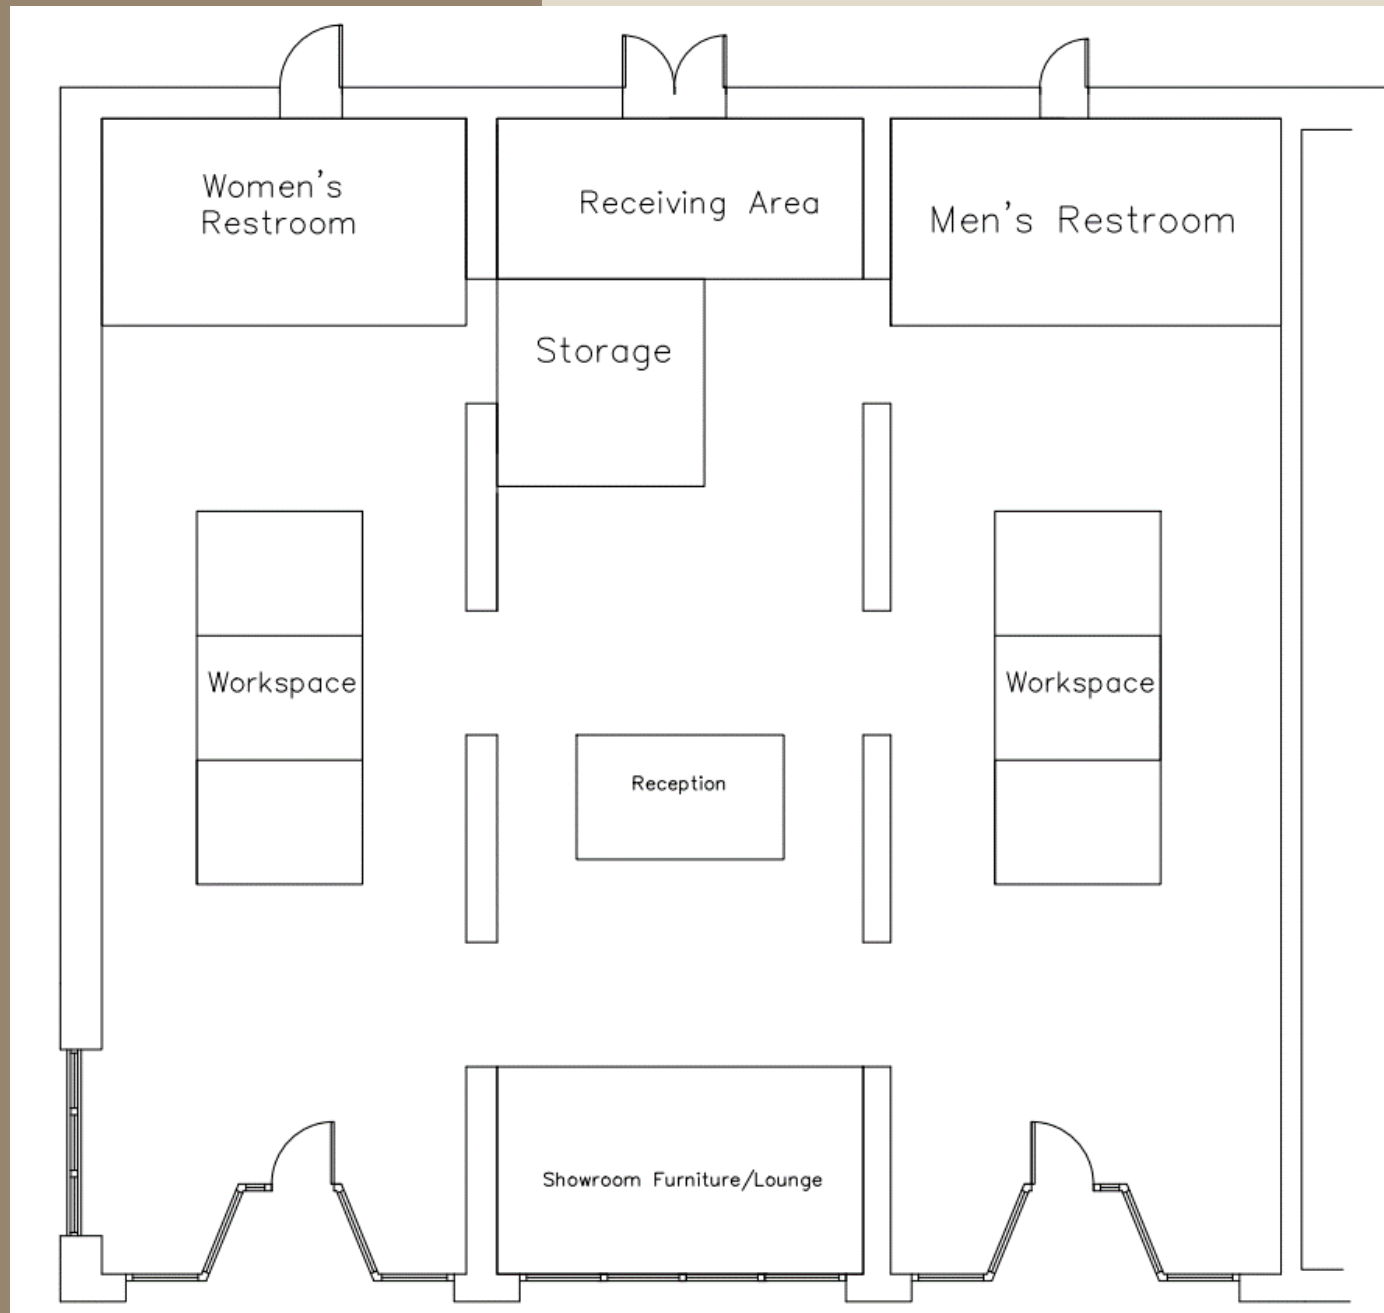 Women's
Restroom
Receiving Area
Men's Restroom
Storage
Workspace
Workspace
Reception
Showroom Furniture/Lounge